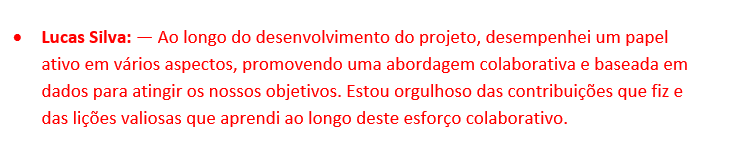 • Lucas Silva: — Ao longo do desenvolvimento do projeto, desempenhei um papel
ativo em vários aspectos, promovendo uma abordagem colaborativa e baseada em
dados para atingir os nossos objetivos. Estou orgulhoso das contribuições que fiz e
das lições valiosas que aprendi ao longo deste esforço colaborativo.